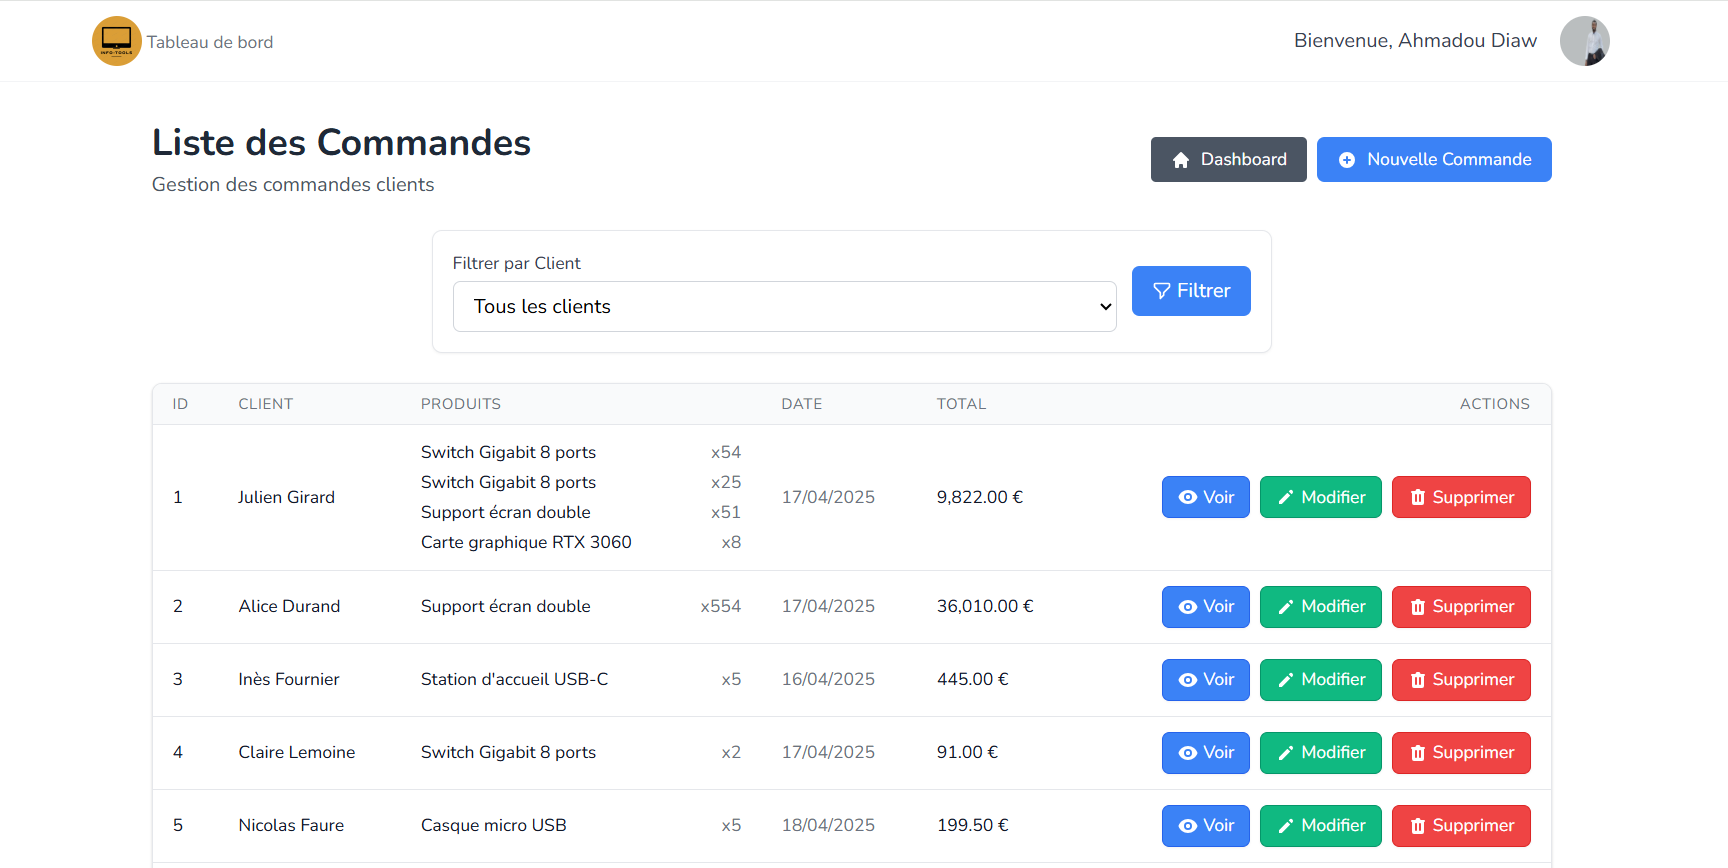 INFO-TOOLS
Tableau de bord
Bienvenue, Ahmadou Diaw
Liste des Commandes
Gestion des commandes clients
Dashboard
Nouvelle Commande
Filtrer par Client
Tous les clients
Filtrer
ID CLIENT PRODUITS DATE TOTAL ACTIONS
1 Julien Girard
Switch Gigabit 8 ports x54
Switch Gigabit 8 ports x25
Support écran double x51
Carte graphique RTX 3060 x8
17/04/2025 9,822.00 € Voir Modifier Supprimer
2 Alice Durand Support écran double x554 17/04/2025 36,010.00 € Voir Modifier Supprimer
3 Inès Fournier Station d'accueil USB-C x5 16/04/2025 445.00 € Voir Modifier Supprimer
4 Claire Lemoine Switch Gigabit 8 ports x2 17/04/2025 91.00 € Voir Modifier Supprimer
5 Nicolas Faure Casque micro USB x5 18/04/2025 199.50 € Voir Modifier Supprimer